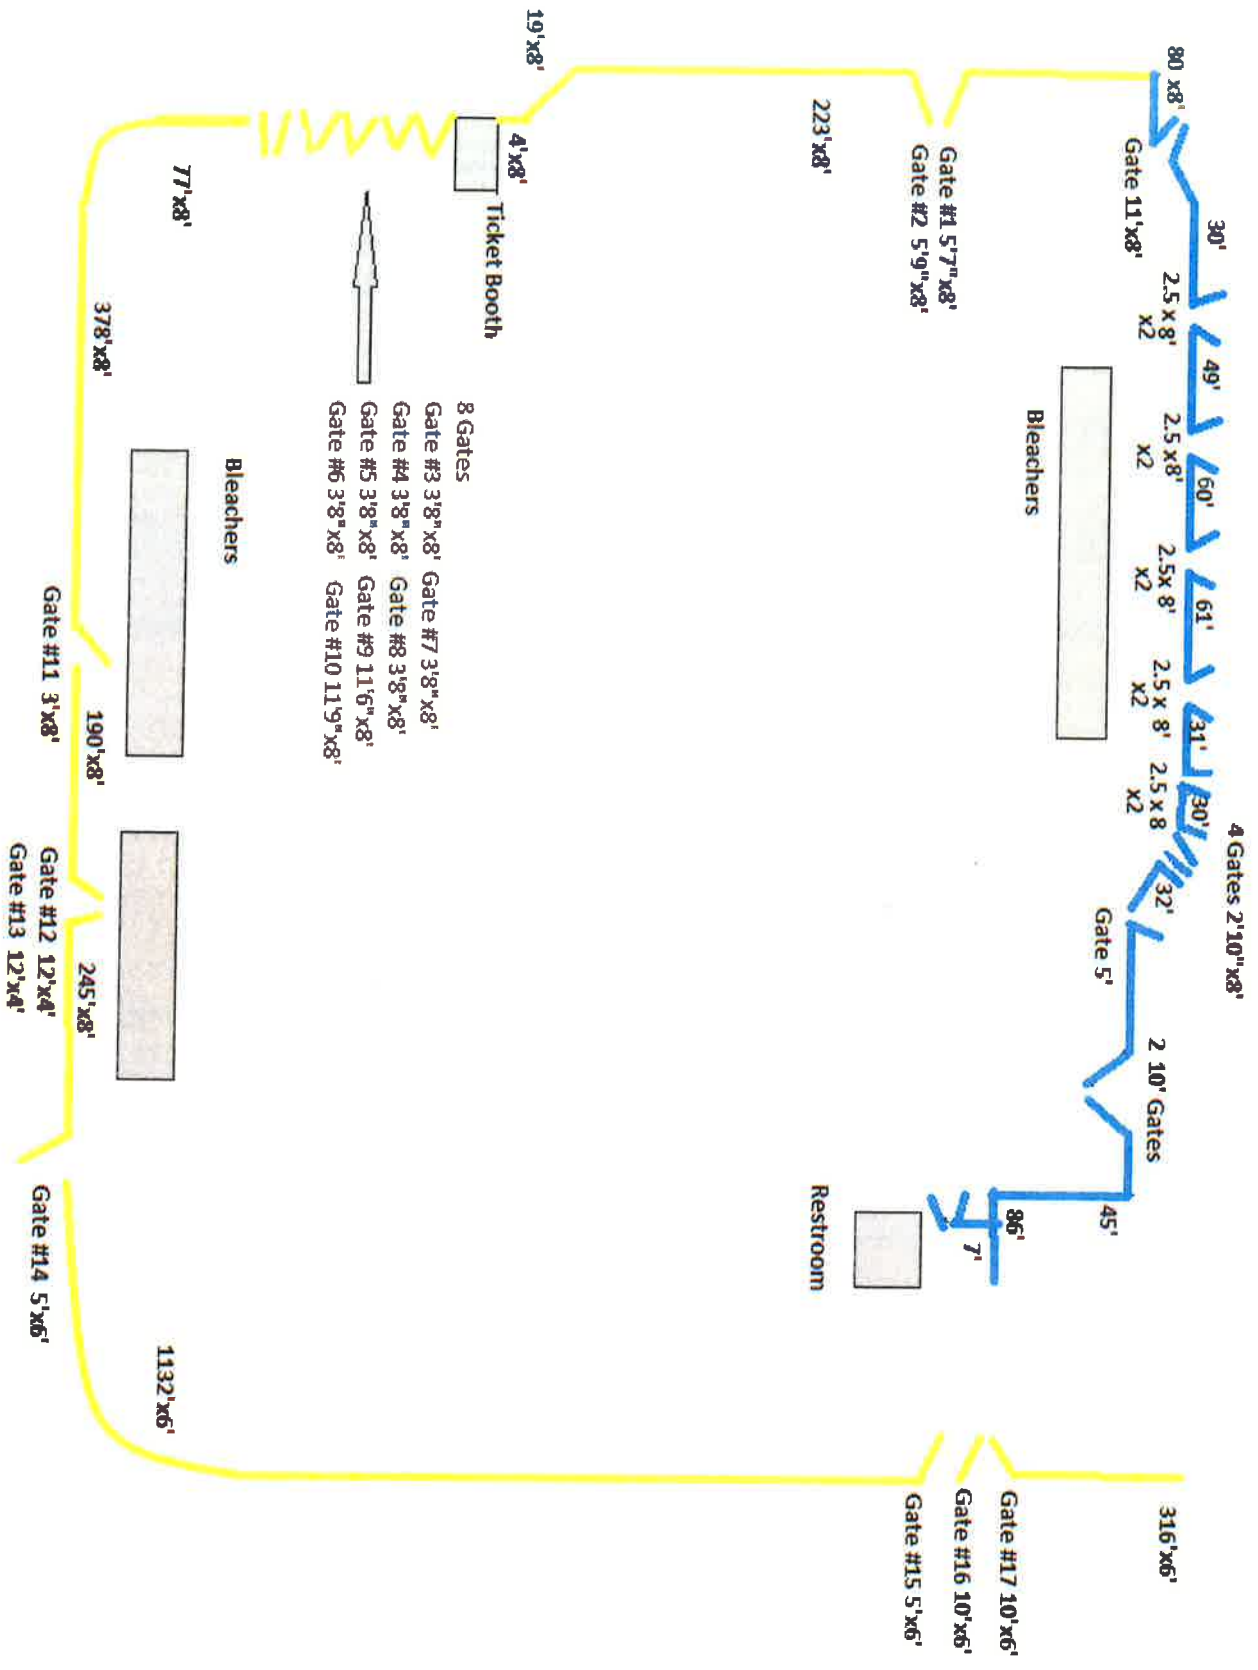 80 x8'
Gate 11'x8'
30'
2.5 x 8'
x2
49'
2.5 x8'
x2
60'
2.5x 8'
x2
61'
2.5 x 8'
x2
31'
2.5 x 8
x2
30'
4 Gates 2'10"x8'
32'
Gate 5'
2 10' Gates
45'
86'
7'
Restroom
Bleachers
19'x8'
223'x8'
Gate #1 5'7"x8'
Gate #2 5'9"x8'
4'x8'
Ticket Booth
8 Gates
Gate #3 3'8"x8' Gate #7 3'8"x8'
Gate #4 3'8"x8' Gate #8 3'8"x8'
Gate #5 3'8"x8' Gate #9 11'6"x8'
Gate #6 3'8"x8' Gate #10 11'9"x8'
77'x8'
378'x8'
Bleachers
Gate #11 3'x8'
190'x8'
Gate #12 12'x4'
Gate #13 12'x4'
245'x8'
Gate #14 5'x6'
1132'x6'
316'x6'
Gate #17 10'x6'
Gate #16 10'x6'
Gate #15 5'x6'